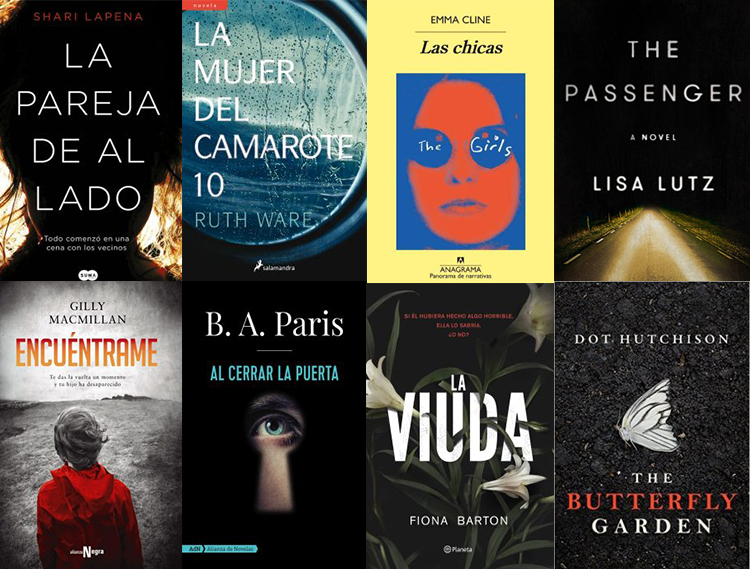 SHARI LAPENA
LA
PAREJA
DE AL
LADO
Todo comenzó en una
cena con los vecinos
SUMA
novela
LA
MUJER
DEL
CAMAROTE
10
RUTH WARE
salamandra
EMMA CLINE
Las chicas
The Girls
ANAGRAMA
Panorama de narrativas
THE
PASSENGER
A NOVEL
LISA LUTZ
GILLY
MACMILLAN
ENCUÉNTRAME
Te das la vuelta un momento
y tu hijo ha desaparecido
alianza Negra
B. A. Paris
AL CERRAR LA PUERTA
AdN Alianza de Novelas
SI ÉL HUBIERA HECHO ALGO HORRIBLE,
ELLA LO SABRÍA.
¿O NO?
LA
VIUDA
FIONA BARTON
Planeta
DOT HUTCHISON
THE
BUTTERFLY
GARDEN